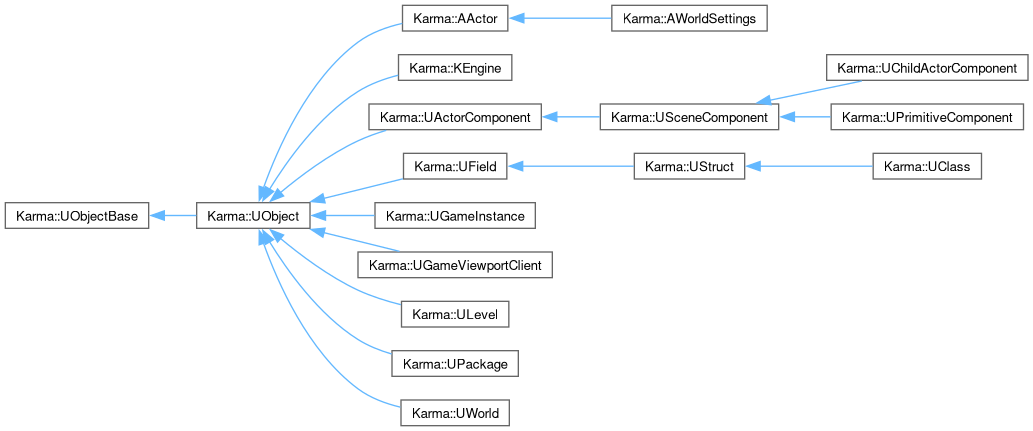 Karma::AActor
Karma::AWorldSettings
Karma::KEngine
Karma::UChildActorComponent
Karma::UActorComponent
Karma::USceneComponent
Karma::UPrimitiveComponent
Karma::UField
Karma::UStruct
Karma::UClass
Karma::UObjectBase
Karma::UObject
Karma::UGameInstance
Karma::UGameViewportClient
Karma::ULevel
Karma::UPackage
Karma::UWorld